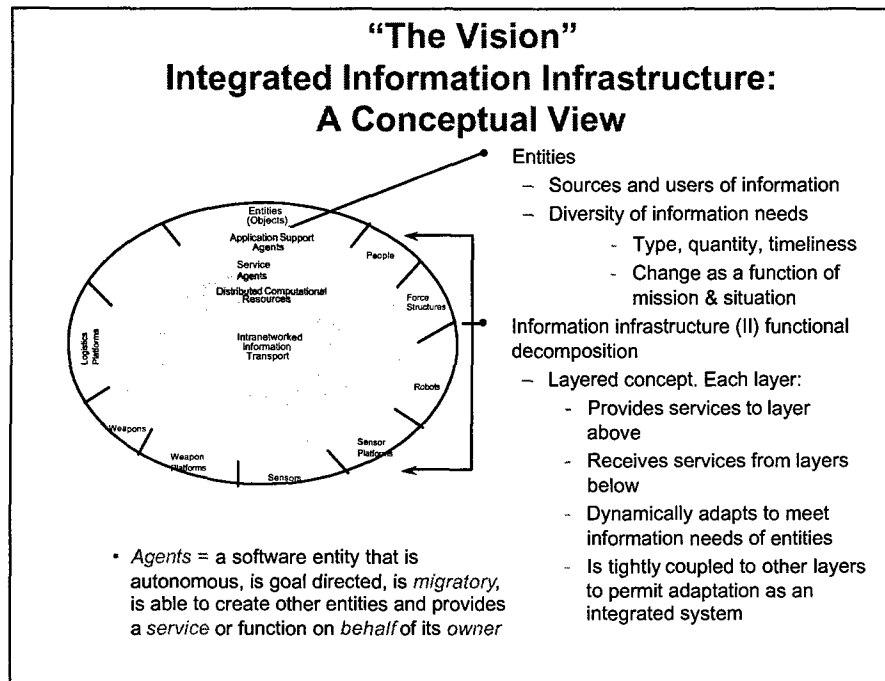 “The Vision”
Integrated Information Infrastructure:
A Conceptual View
Entities
(Objects)
Application Support
Agents
Service
Agents
Distributed Computational
Resources
Intranetworked
Information
Transport
People
Force
Structures
Robots
Sensor
Platforms
Sensors
Weapon
Platforms
Weapons
Logistics
Platforms
• Agents = a software entity that is
autonomous, is goal directed, is migratory,
is able to create other entities and provides
a service or function on behalf of its owner
Entities
– Sources and users of information
– Diversity of information needs
- Type, quantity, timeliness
- Change as a function of
mission & situation
Information infrastructure (II) functional
decomposition
– Layered concept. Each layer:
- Provides services to layer
above
- Receives services from layers
below
- Dynamically adapts to meet
information needs of entities
- Is tightly coupled to other layers
to permit adaptation as an
integrated system